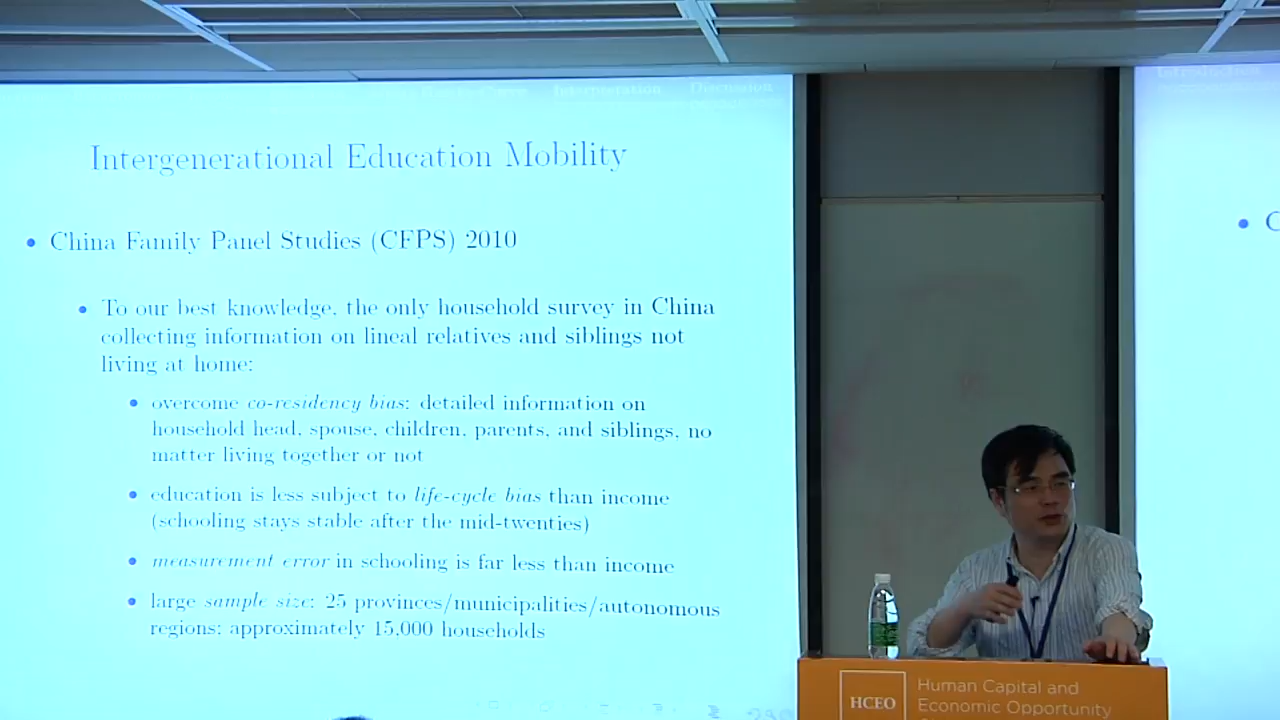 Interpretation Discussion
Introduction
Intergenerational Education Mobility
• China Family Panel Studies (CFPS) 2010
• To our best knowledge, the only household survey in China
collecting information on lineal relatives and siblings not
living at home:
• overcome co-residency bias: detailed information on
household head, spouse, children, parents, and siblings, no
matter living together or not
• education is less subject to life-cycle bias than income
(schooling stays stable after the mid-twenties)
• measurement error in schooling is far less than income
• large sample size: 25 provinces/municipalities/autonomous
regions; approximately 15,000 households
• C
HCEO
Human Capital and
Economic Opportunity